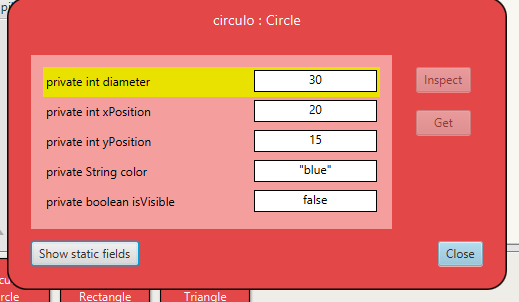 circulo : Circle
private int diameter 30
Inspect
private int xPosition 20
Get
private int yPosition 15
private String color "blue"
private boolean isVisible false
Show static fields
Close
Rectangle
Triangle